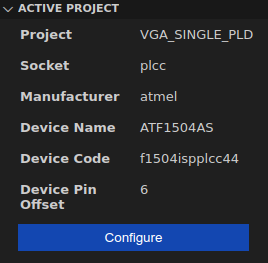 ACTIVE PROJECT
Project VGA_SINGLE_PLD
Socket plcc
Manufacturer atmel
Device Name ATF1504AS
Device Code f1504ispplcc44
Device Pin 6
Offset
Configure